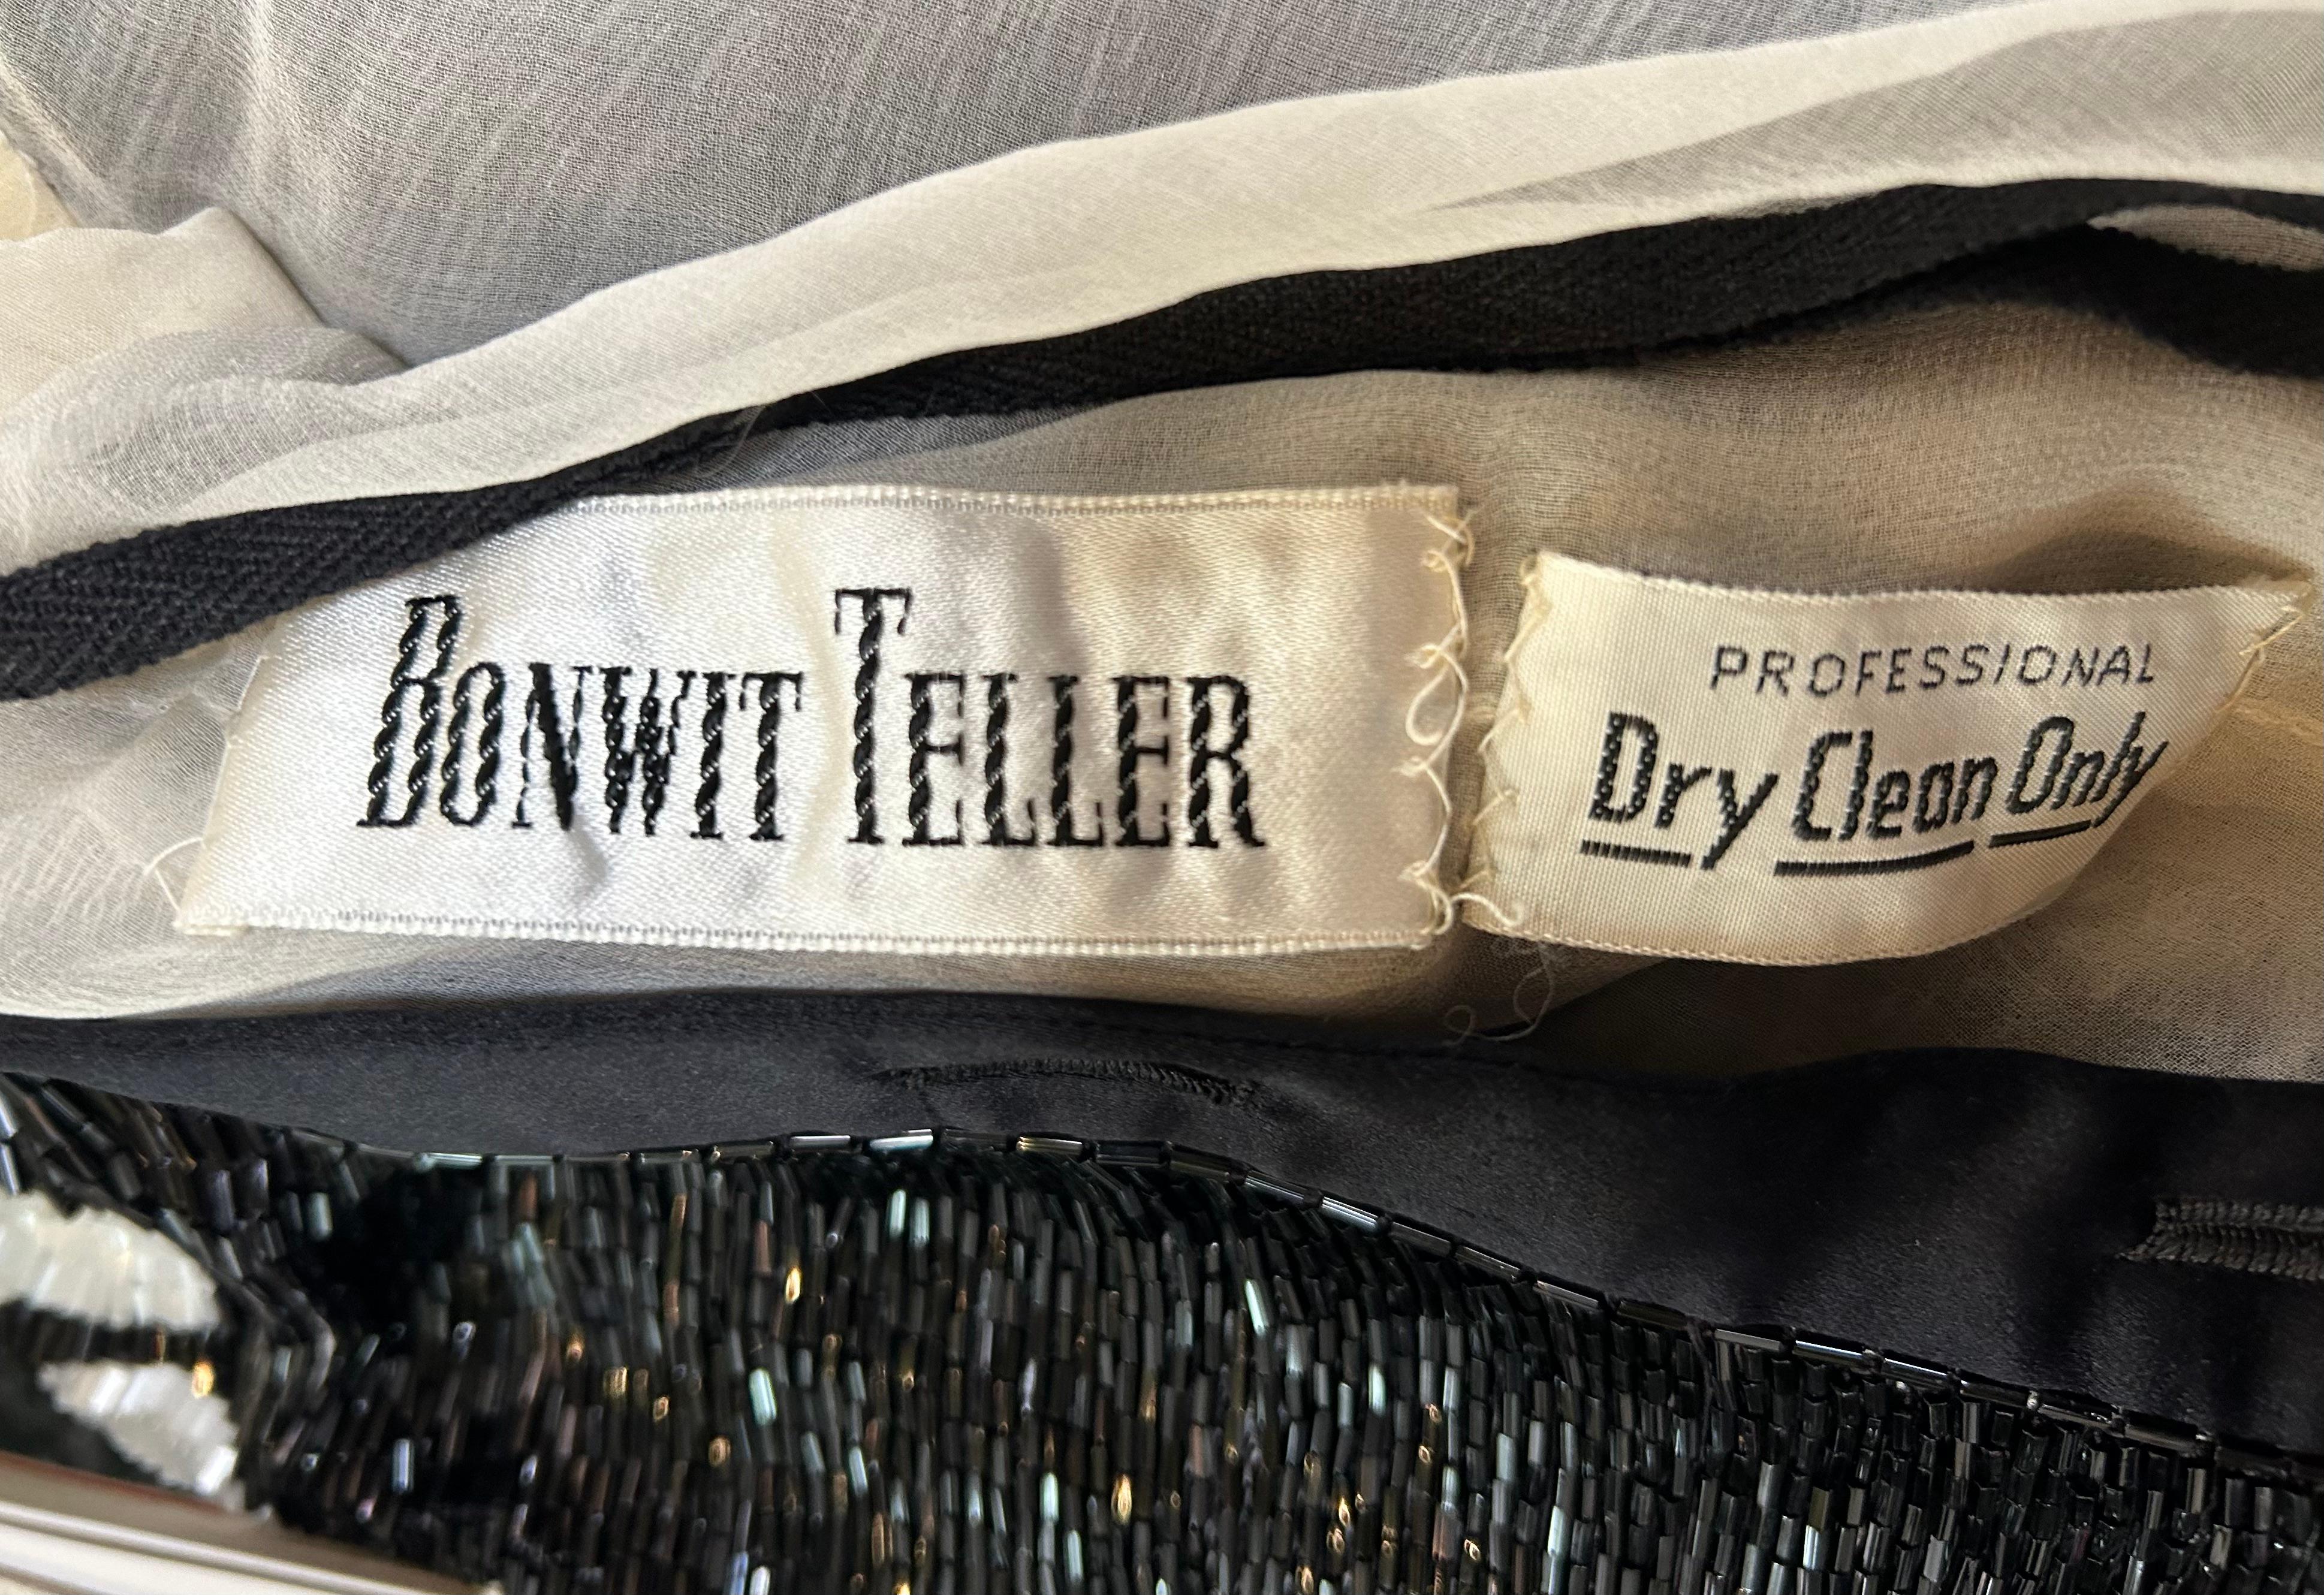 BONWIT TELLER
PROFESSIONAL
Dry Clean Only